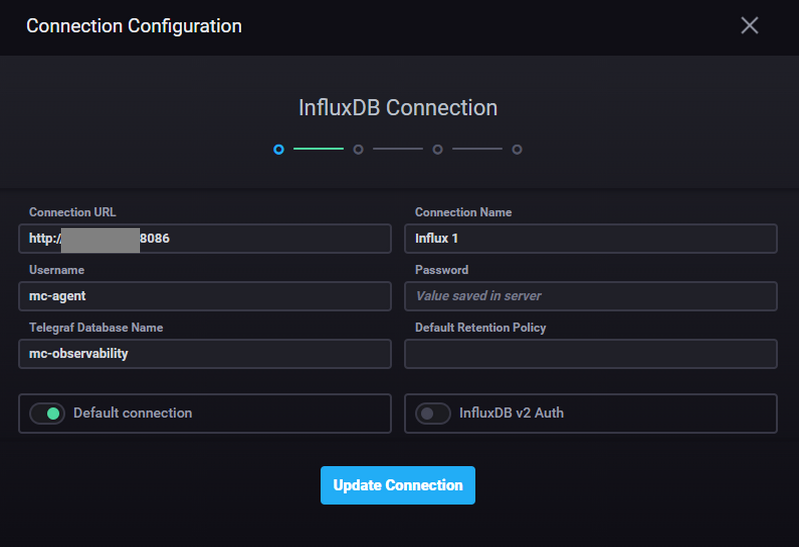 Connection Configuration
InfluxDB Connection
Connection URL
Connection Name
http:/ 8086
Influx 1
Username
Password
mc-agent
Value saved in server
Telegraf Database Name
Default Retention Policy
mc-observability
Default connection
InfluxDB v2 Auth
Update Connection